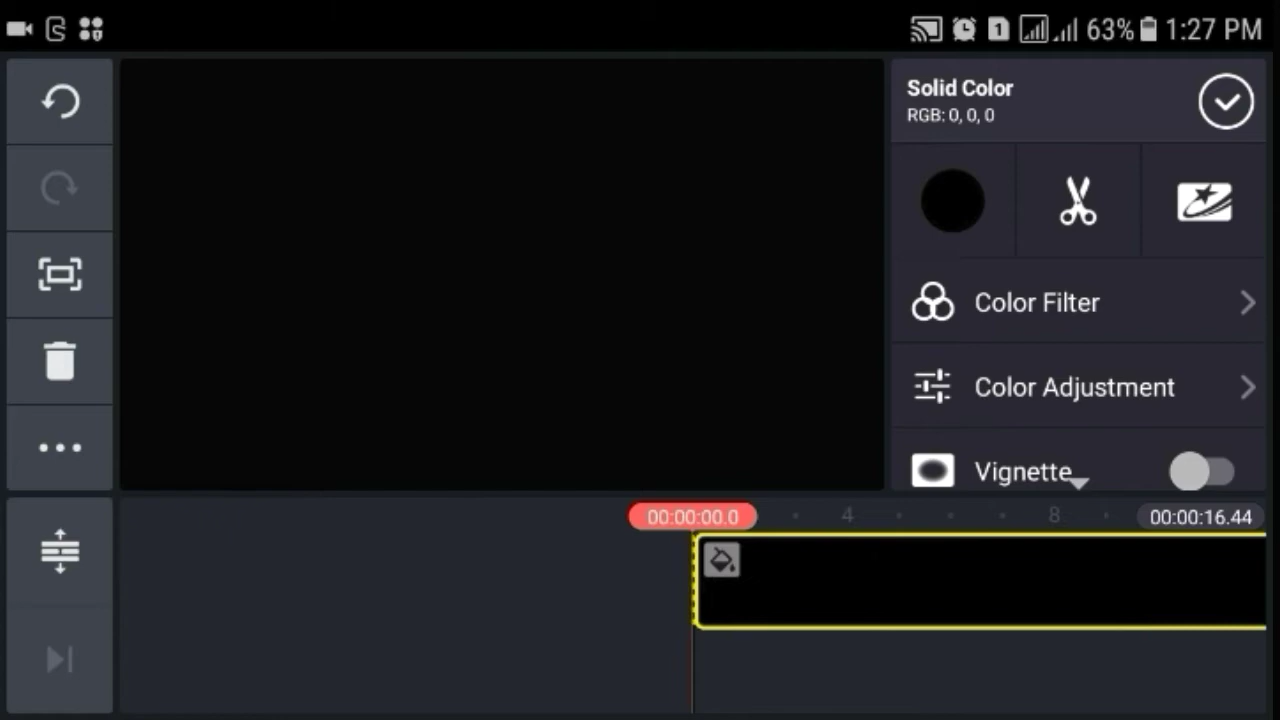 1 63% 1:27 PM
Solid Color
RGB: 0, 0, 0
Color Filter
Color Adjustment
Vignette
00:00:00.0 4 8 00:00:16.44